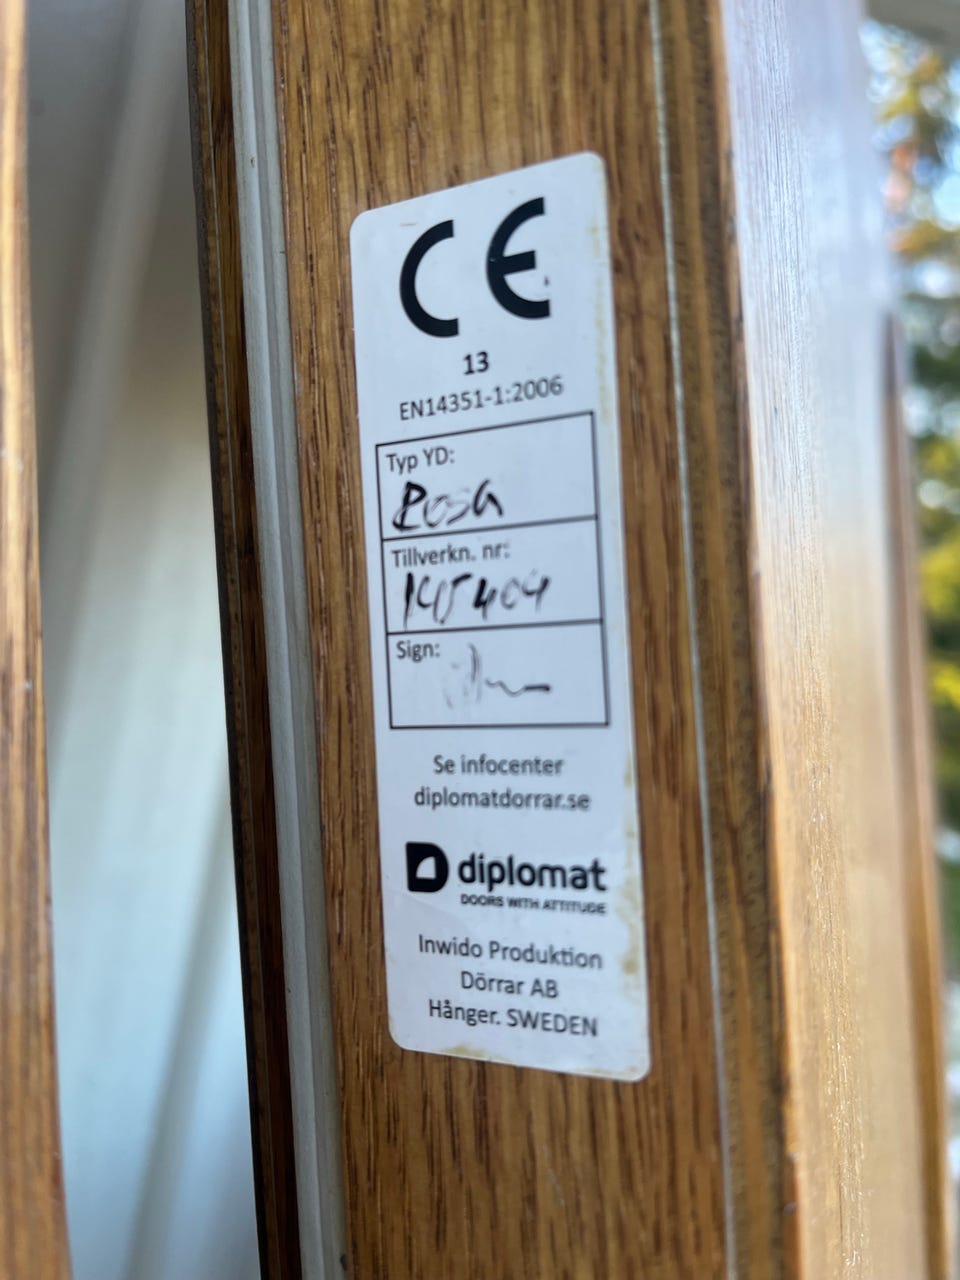 CE
13
EN14351-1:2006
Typ YD:
Rosa
Tillverkn. nr:
145404
Sign:
Se infocenter
diplomatdorrar.se
diplomat
DOORS WITH ATTITUDE
Inwido Produktion
Dörrar AB
Hånger. SWEDEN